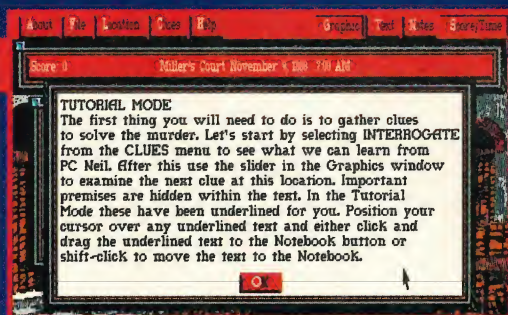 About File Location Clues Help Graphic Text Notes Score/Time
Score: 0 Miller's Court November 9, 1888 7:00 AM
TUTORIAL MODE
The first thing you will need to do is to gather clues
to solve the murder. Let's start by selecting INTERROGATE
from the CLUES menu to see what we can learn from
PC Neil. After this use the slider in the Graphics window
to examine the next clue at this location. Important
premises are hidden within the text. In the Tutorial
Mode these have been underlined for you. Position your
cursor over any underlined text and either click and
drag the underlined text to the Notebook button or
shift-click to move the text to the Notebook.
OK